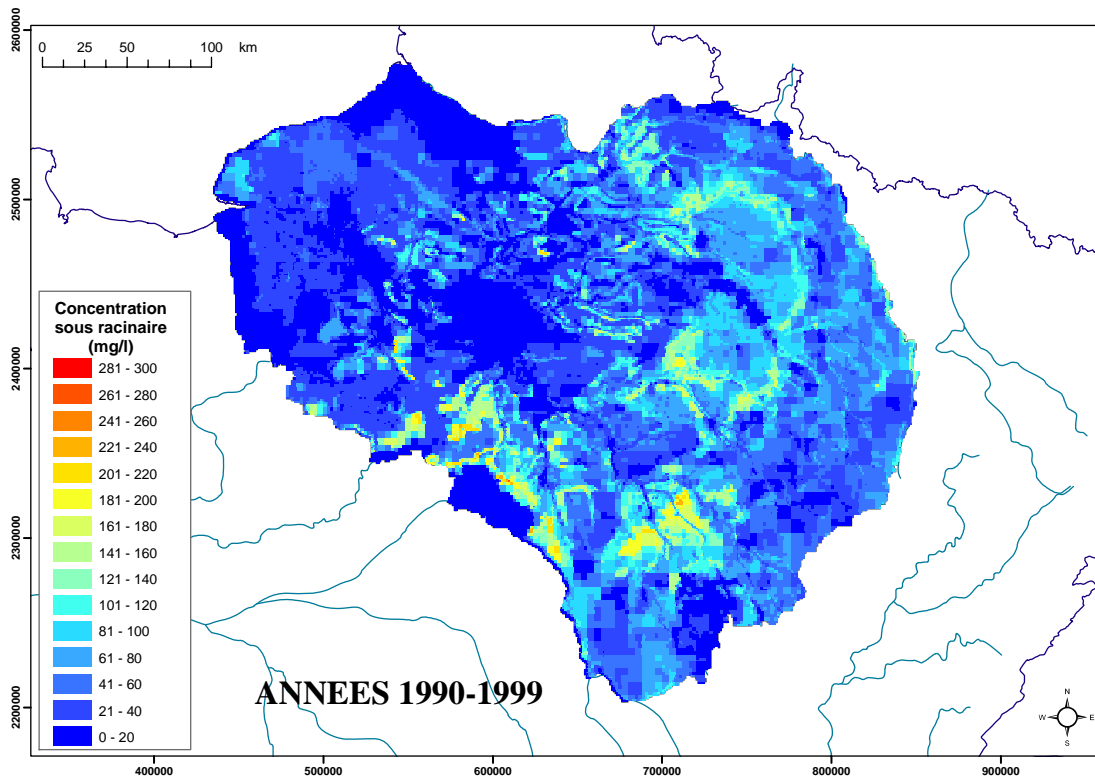 0 25 50 100 km
2600000
2500000
2400000
2300000
2200000
Concentration
sous racinaire
(mg/l)
281 - 300
261 - 280
241 - 260
221 - 240
201 - 220
181 - 200
161 - 180
141 - 160
121 - 140
101 - 120
81 - 100
61 - 80
41 - 60
21 - 40
0 - 20
ANNEES 1990-1999
N
W E
S
400000 500000 600000 700000 800000 900000